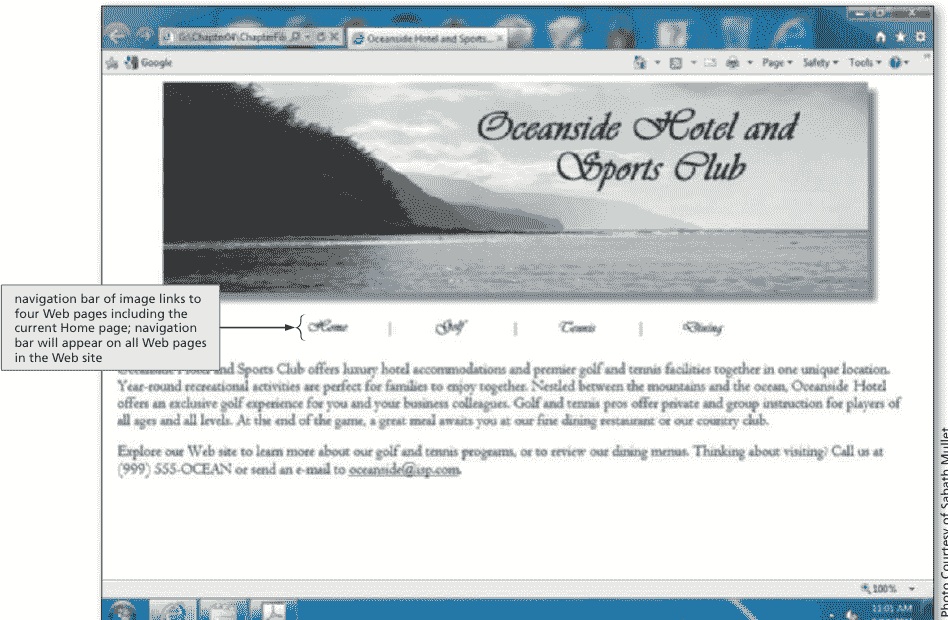 G:\Chapter04\ChapterFil
Oceanside Hotel and Sports...
Google
Page
Safety
Tools
Oceanside Hotel and
Sports Club
navigation bar of image links to
four Web pages including the
current Home page; navigation
bar will appear on all Web pages
in the Web site
Home | Golf | Tennis | Dining
and Sports Club offers luxury hotel accommodations and premier golf and tennis facilities together in one unique location.
Year-round recreational activities are perfect for families to enjoy together. Nestled between the mountains and the ocean, Oceanside Hotel
offers an exclusive golf experience for you and your business colleagues. Golf and tennis pros offer private and group instruction for players of
all ages and all levels. At the end of the game, a great meal awaits you at our fine dining restaurant or our country club.
Explore our Web site to learn more about our golf and tennis programs, or to review our dining menus. Thinking about visiting? Call us at
(999) 555-OCEAN or send an e-mail to oceanside@isp.com.
100%
11:01 AM
Photo Courtesy of Sabath Mullet